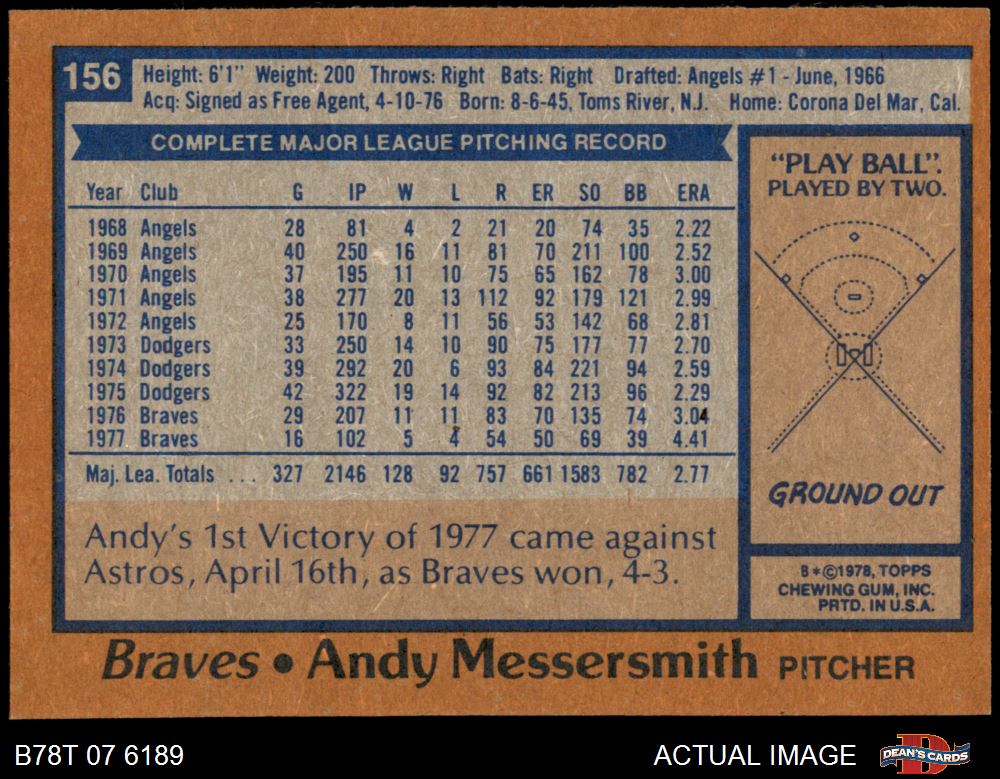 156
Height: 6'1" Weight: 200 Throws: Right Bats: Right Drafted: Angels #1 - June, 1966
Acq: Signed as Free Agent, 4-10-76 Born: 8-6-45, Toms River, N.J. Home: Corona Del Mar, Cal.
COMPLETE MAJOR LEAGUE PITCHING RECORD
Year Club G IP W L R ER SO BB ERA
1968 Angels 28 81 4 2 21 20 74 35 2.22
1969 Angels 40 250 16 11 81 70 211 100 2.52
1970 Angels 37 195 11 10 75 65 162 78 3.00
1971 Angels 38 277 20 13 112 92 179 121 2.99
1972 Angels 25 170 8 11 56 53 142 68 2.81
1973 Dodgers 33 250 14 10 90 75 177 77 2.70
1974 Dodgers 39 292 20 6 93 84 221 94 2.59
1975 Dodgers 42 322 19 14 92 82 213 96 2.29
1976 Braves 29 207 11 11 83 70 135 74 3.04
1977 Braves 16 102 5 4 54 50 69 39 4.41
Maj. Lea. Totals ... 327 2146 128 92 757 661 1583 782 2.77
Andy's 1st Victory of 1977 came against
Astros, April 16th, as Braves won, 4-3.
"PLAY BALL".
PLAYED BY TWO.
GROUND OUT
B*©1978, TOPPS
CHEWING GUM, INC.
PRTD. IN U.S.A.
Braves • Andy Messersmith PITCHER
B78T 07 6189
ACTUAL IMAGE
DEAN'S CARDS